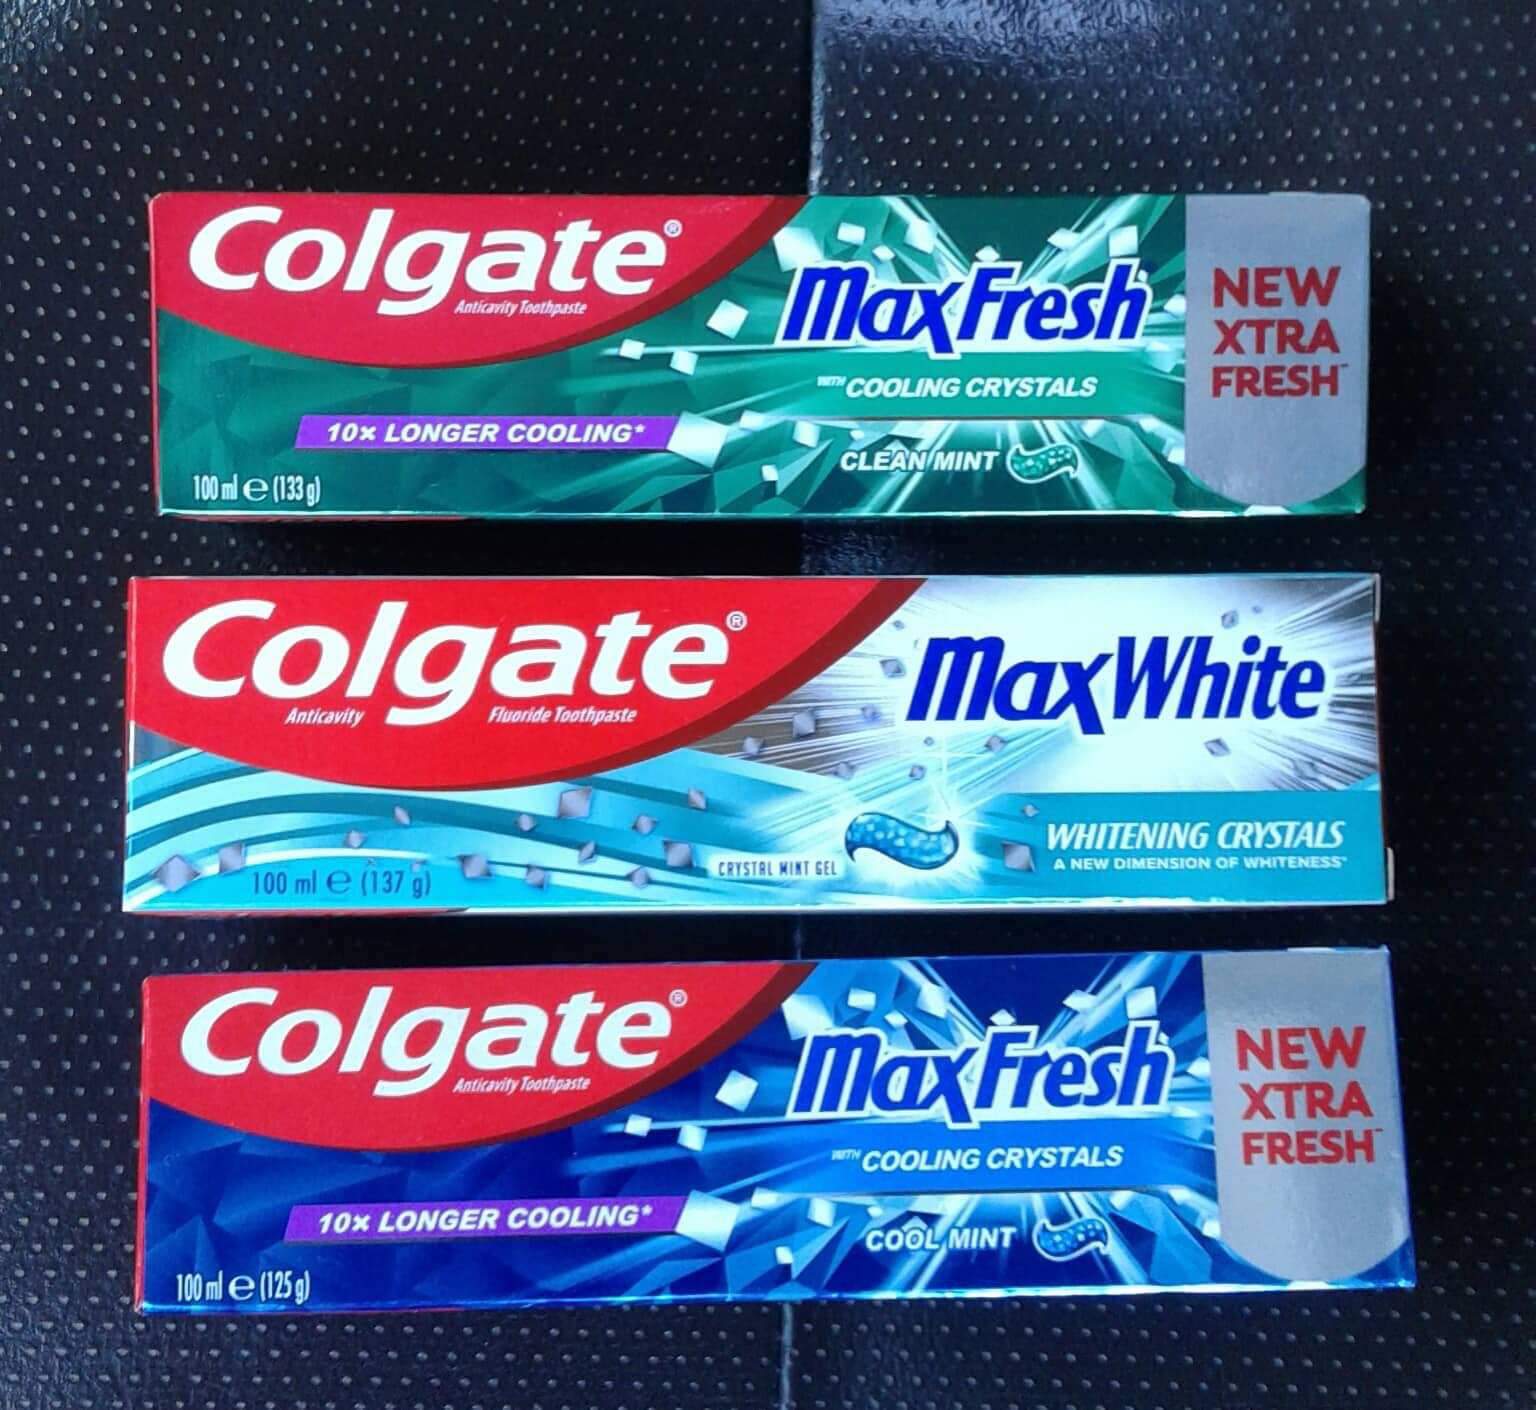 Colgate®
Anticavity Toothpaste
MaxFresh
WITH COOLING CRYSTALS
10x LONGER COOLING*
CLEAN MINT
100 ml e (133 g)
NEW
XTRA
FRESH™
Colgate®
Anticavity Fluoride Toothpaste
MaxWhite
WHITENING CRYSTALS
A NEW DIMENSION OF WHITENESS*
CRYSTAL MINT GEL
100 ml e (137 g)
Colgate®
Anticavity Toothpaste
MaxFresh
WITH COOLING CRYSTALS
10x LONGER COOLING*
COOL MINT
100 ml e (125 g)
NEW
XTRA
FRESH™